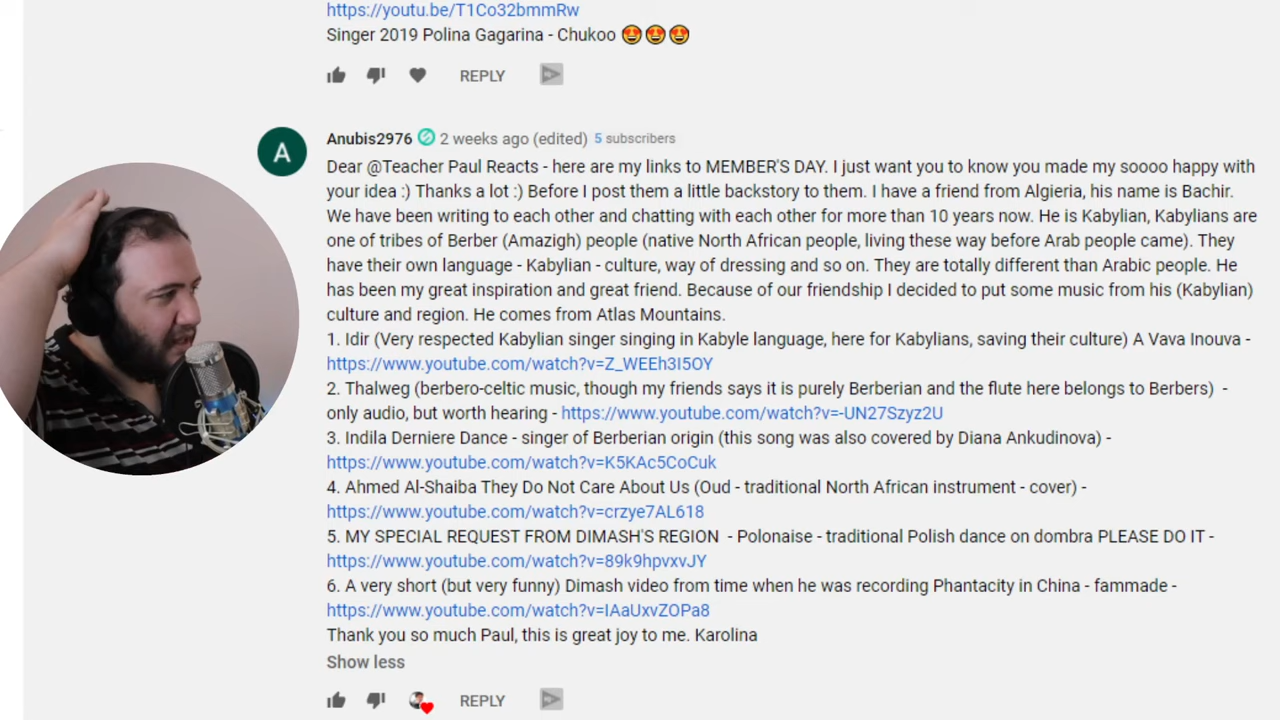 https://youtu.be/T1Co32bmmRw
Singer 2019 Polina Gagarina - Chukoo
REPLY
A
Anubis2976 2 weeks ago (edited) 5 subscribers
Dear @Teacher Paul Reacts - here are my links to MEMBER'S DAY. I just want you to know you made my soooo happy with
your idea :) Thanks a lot :) Before I post them a little backstory to them. I have a friend from Algieria, his name is Bachir.
We have been writing to each other and chatting with each other for more than 10 years now. He is Kabylian, Kabylians are
one of tribes of Berber (Amazigh) people (native North African people, living these way before Arab people came). They
have their own language - Kabylian - culture, way of dressing and so on. They are totally different than Arabic people. He
has been my great inspiration and great friend. Because of our friendship I decided to put some music from his (Kabylian)
culture and region. He comes from Atlas Mountains.
1. Idir (Very respected Kabylian singer singing in Kabyle language, here for Kabylians, saving their culture) A Vava Inouva -
https://www.youtube.com/watch?v=Z_WEEh3I5OY
2. Thalweg (berbero-celtic music, though my friends says it is purely Berberian and the flute here belongs to Berbers) -
only audio, but worth hearing - https://www.youtube.com/watch?v=-UN27Szyz2U
3. Indila Derniere Dance - singer of Berberian origin (this song was also covered by Diana Ankudinova) -
https://www.youtube.com/watch?v=K5KAc5CoCuk
4. Ahmed Al-Shaiba They Do Not Care About Us (Oud - traditional North African instrument - cover) -
https://www.youtube.com/watch?v=crzye7AL618
5. MY SPECIAL REQUEST FROM DIMASH'S REGION - Polonaise - traditional Polish dance on dombra PLEASE DO IT -
https://www.youtube.com/watch?v=89k9hpvxvJY
6. A very short (but very funny) Dimash video from time when he was recording Phantacity in China - fammade -
https://www.youtube.com/watch?v=IAaUxvZOPa8
Thank you so much Paul, this is great joy to me. Karolina
Show less
REPLY